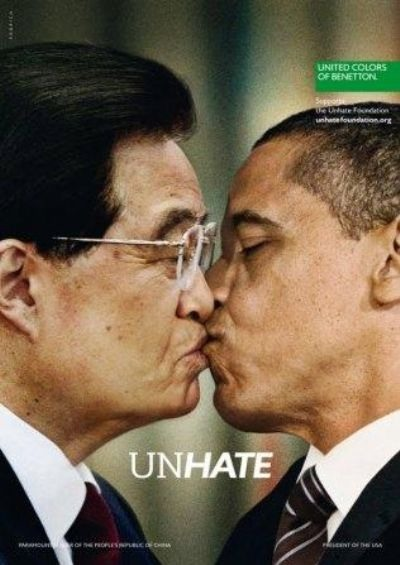 FABRICA
UNITED COLORS
OF BENETTON.
Supports
the Unhate Foundation
unhatefoundation.org
UNHATE
PARAMOUNT LEADER OF THE PEOPLE'S REPUBLIC OF CHINA
PRESIDENT OF THE USA